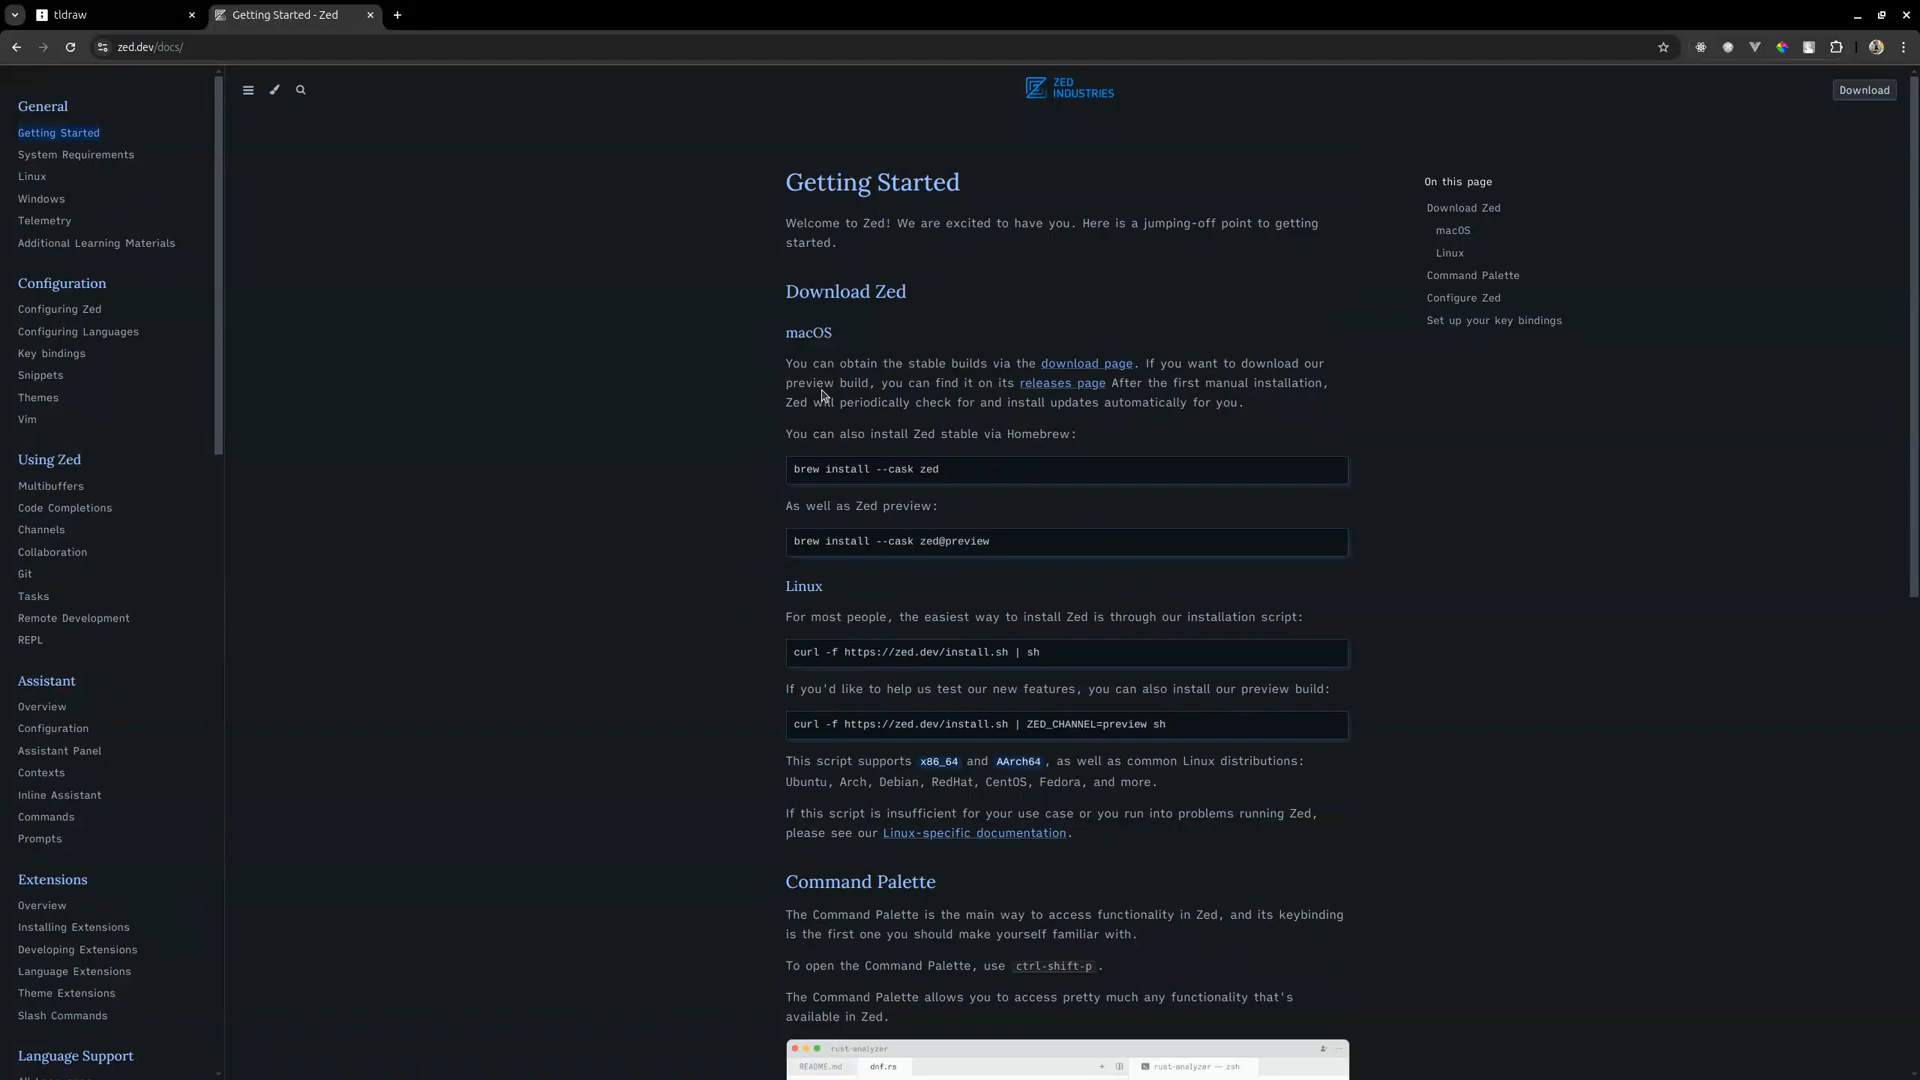 tldraw
Getting Started - Zed
zed.dev/docs/
General
Getting Started
System Requirements
Linux
Windows
Telemetry
Additional Learning Materials
Configuration
Configuring Zed
Configuring Languages
Key bindings
Snippets
Themes
Vim
Using Zed
Multibuffers
Code Completions
Channels
Collaboration
Git
Tasks
Remote Development
REPL
Assistant
Overview
Configuration
Assistant Panel
Contexts
Inline Assistant
Commands
Prompts
Extensions
Overview
Installing Extensions
Developing Extensions
Language Extensions
Theme Extensions
Slash Commands
Language Support
ZED
INDUSTRIES
Download
Getting Started
Welcome to Zed! We are excited to have you. Here is a jumping-off point to getting
started.
Download Zed
macOS
You can obtain the stable builds via the download page. If you want to download our
preview build, you can find it on its releases page After the first manual installation,
Zed will periodically check for and install updates automatically for you.
You can also install Zed stable via Homebrew:
brew install --cask zed
As well as Zed preview:
brew install --cask zed@preview
Linux
For most people, the easiest way to install Zed is through our installation script:
curl -f https://zed.dev/install.sh | sh
If you'd like to help us test our new features, you can also install our preview build:
curl -f https://zed.dev/install.sh | ZED_CHANNEL=preview sh
This script supports x86_64 and AArch64, as well as common Linux distributions:
Ubuntu, Arch, Debian, RedHat, CentOS, Fedora, and more.
If this script is insufficient for your use case or you run into problems running Zed,
please see our Linux-specific documentation.
Command Palette
The Command Palette is the main way to access functionality in Zed, and its keybinding
is the first one you should make yourself familiar with.
To open the Command Palette, use ctrl-shift-p.
The Command Palette allows you to access pretty much any functionality that's
available in Zed.
rust-analyzer
README.md
dnf.rs
rust-analyzer — zsh
On this page
Download Zed
macOS
Linux
Command Palette
Configure Zed
Set up your key bindings